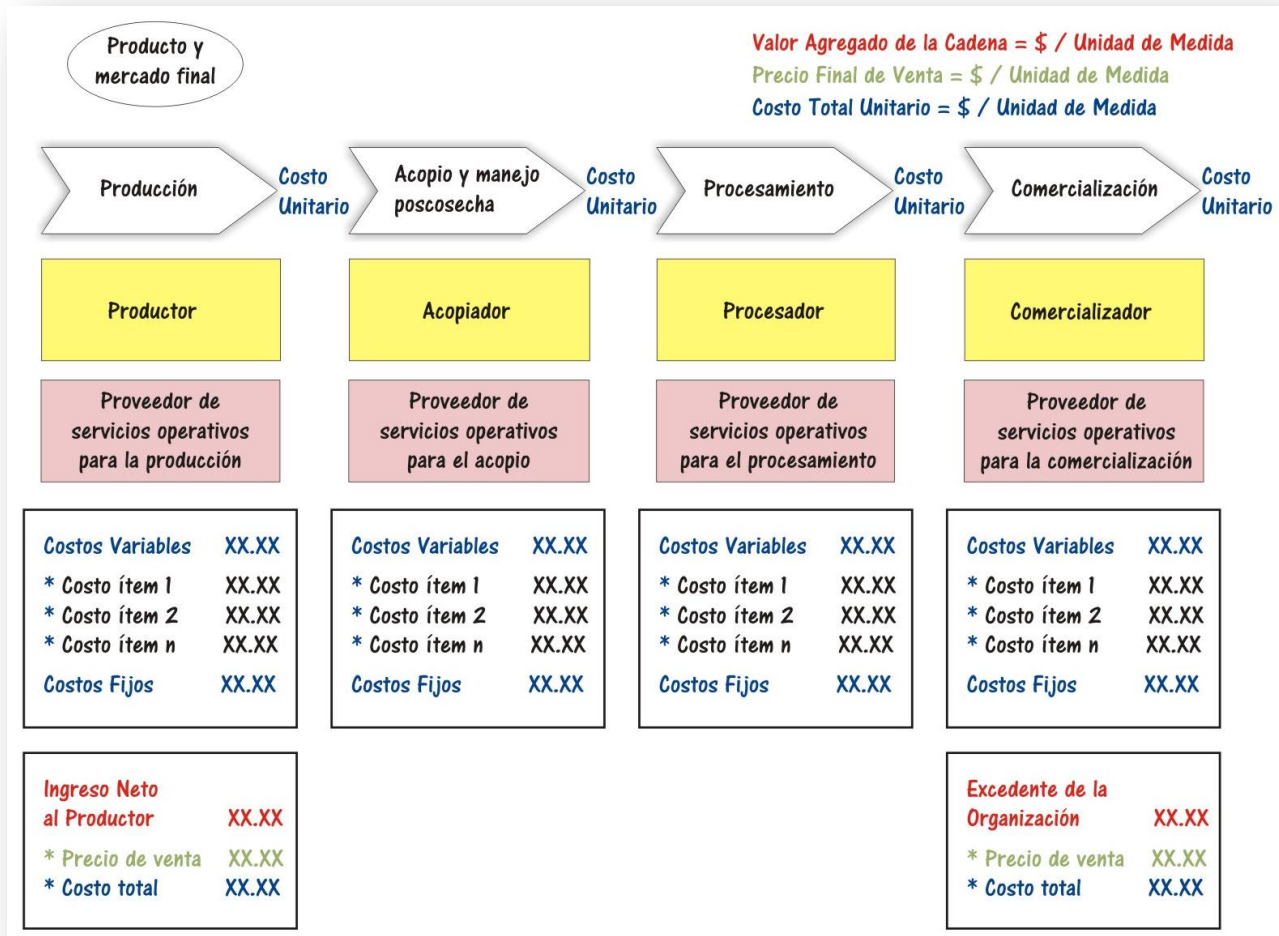 Producto y
mercado final
Valor Agregado de la Cadena = $ / Unidad de Medida
Precio Final de Venta = $ / Unidad de Medida
Costo Total Unitario = $ / Unidad de Medida
Producción
Costo
Unitario
Acopio y manejo
poscosecha
Costo
Unitario
Procesamiento
Costo
Unitario
Comercialización
Costo
Unitario
Productor
Acopiador
Procesador
Comercializador
Proveedor de
servicios operativos
para la producción
Proveedor de
servicios operativos
para el acopio
Proveedor de
servicios operativos
para el procesamiento
Proveedor de
servicios operativos
para la comercialización
Costos Variables XX.XX
* Costo ítem 1 XX.XX
* Costo ítem 2 XX.XX
* Costo ítem n XX.XX
Costos Fijos XX.XX
Costos Variables XX.XX
* Costo ítem 1 XX.XX
* Costo ítem 2 XX.XX
* Costo ítem n XX.XX
Costos Fijos XX.XX
Costos Variables XX.XX
* Costo ítem 1 XX.XX
* Costo ítem 2 XX.XX
* Costo ítem n XX.XX
Costos Fijos XX.XX
Costos Variables XX.XX
* Costo ítem 1 XX.XX
* Costo ítem 2 XX.XX
* Costo ítem n XX.XX
Costos Fijos XX.XX
Ingreso Neto
al Productor XX.XX
* Precio de venta XX.XX
* Costo total XX.XX
Excedente de la
Organización XX.XX
* Precio de venta XX.XX
* Costo total XX.XX